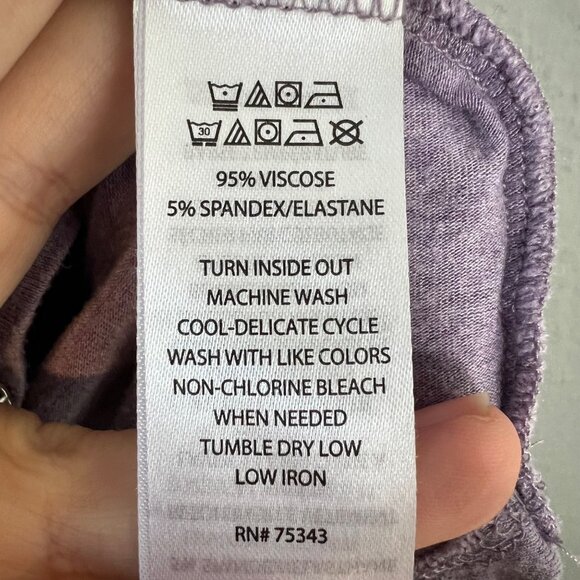 30
95% VISCOSE
5% SPANDEX/ELASTANE
TURN INSIDE OUT
MACHINE WASH
COOL-DELICATE CYCLE
WASH WITH LIKE COLORS
NON-CHLORINE BLEACH
WHEN NEEDED
TUMBLE DRY LOW
LOW IRON
RN# 75343